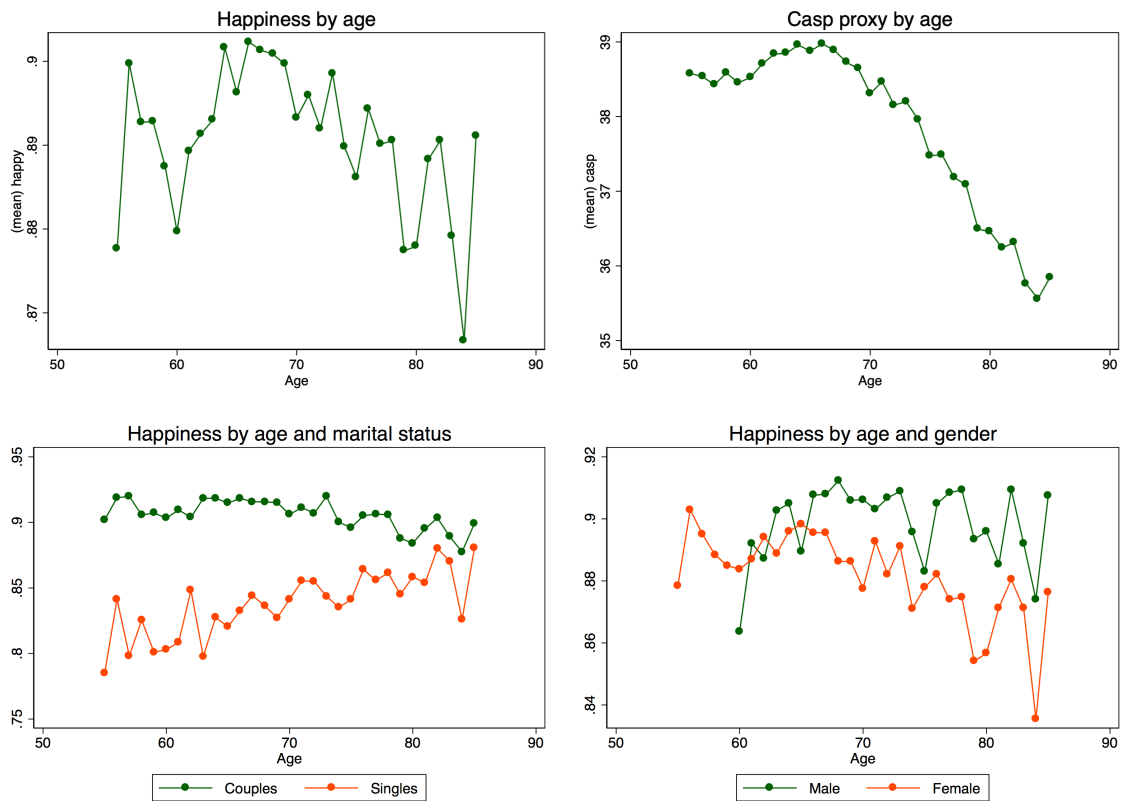 Happiness by age
(mean) happy
.87
.88
.89
.9
50
60
70
80
90
Age
Casp proxy by age
(mean) casp
35
36
37
38
39
50
60
70
80
90
Age
Happiness by age and marital status
.75
.8
.85
.9
.95
50
60
70
80
90
Age
Couples
Singles
Happiness by age and gender
.84
.86
.88
.9
.92
50
60
70
80
90
Age
Male
Female